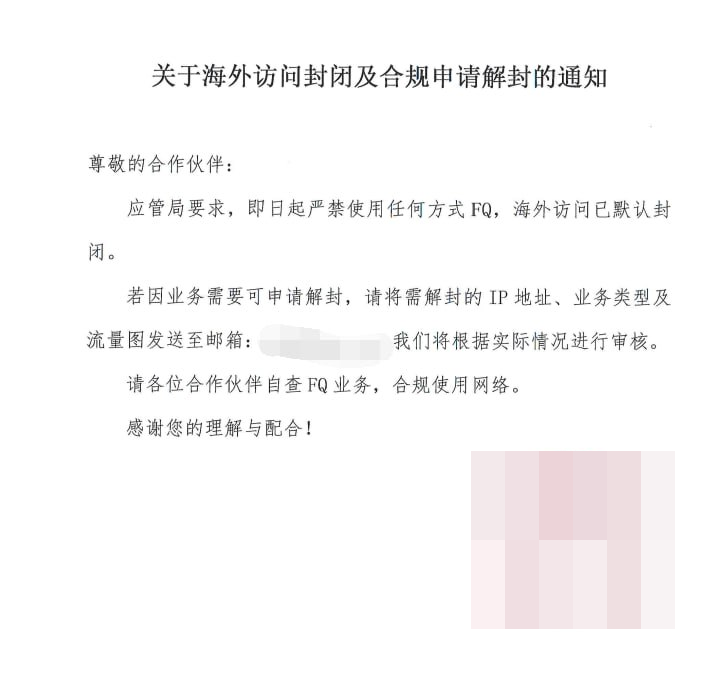 关于海外访问封闭及合规申请解封的通知
尊敬的合作伙伴：
应管局要求，即日起严禁使用任何方式 FQ，海外访问已默认封
闭。
若因业务需要可申请解封，请将需解封的 IP 地址、业务类型及
流量图发送至邮箱：我们将根据实际情况进行审核。
请各位合作伙伴自查 FQ 业务，合规使用网络。
感谢您的理解与配合！